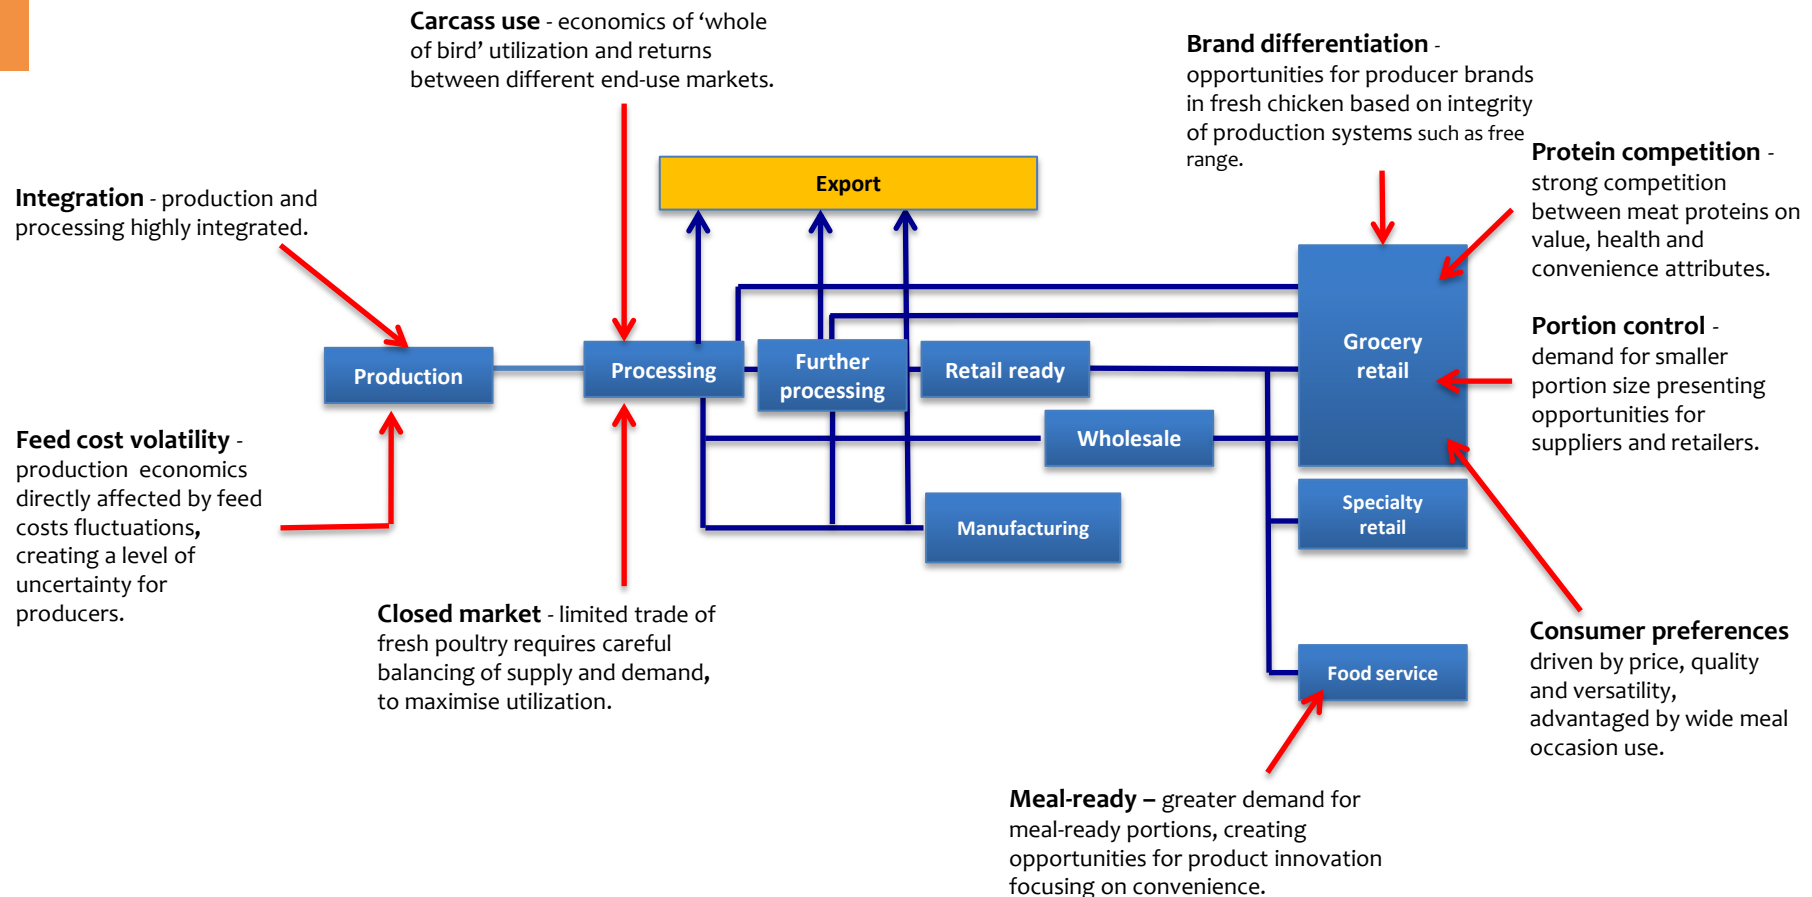 Carcass use - economics of ‘whole
of bird’ utilization and returns
between different end-use markets.
Brand differentiation -
opportunities for producer brands
in fresh chicken based on integrity
of production systems such as free
range.
Protein competition -
strong competition
between meat proteins on
value, health and
convenience attributes.
Integration - production and
processing highly integrated.
Export
Portion control -
demand for smaller
portion size presenting
opportunities for
suppliers and retailers.
Production
Processing
Further
processing
Retail ready
Grocery
retail
Wholesale
Manufacturing
Specialty
retail
Food service
Feed cost volatility -
production economics
directly affected by feed
costs fluctuations,
creating a level of
uncertainty for
producers.
Closed market - limited trade of
fresh poultry requires careful
balancing of supply and demand,
to maximise utilization.
Consumer preferences
driven by price, quality
and versatility,
advantaged by wide meal
occasion use.
Meal-ready – greater demand for
meal-ready portions, creating
opportunities for product innovation
focusing on convenience.